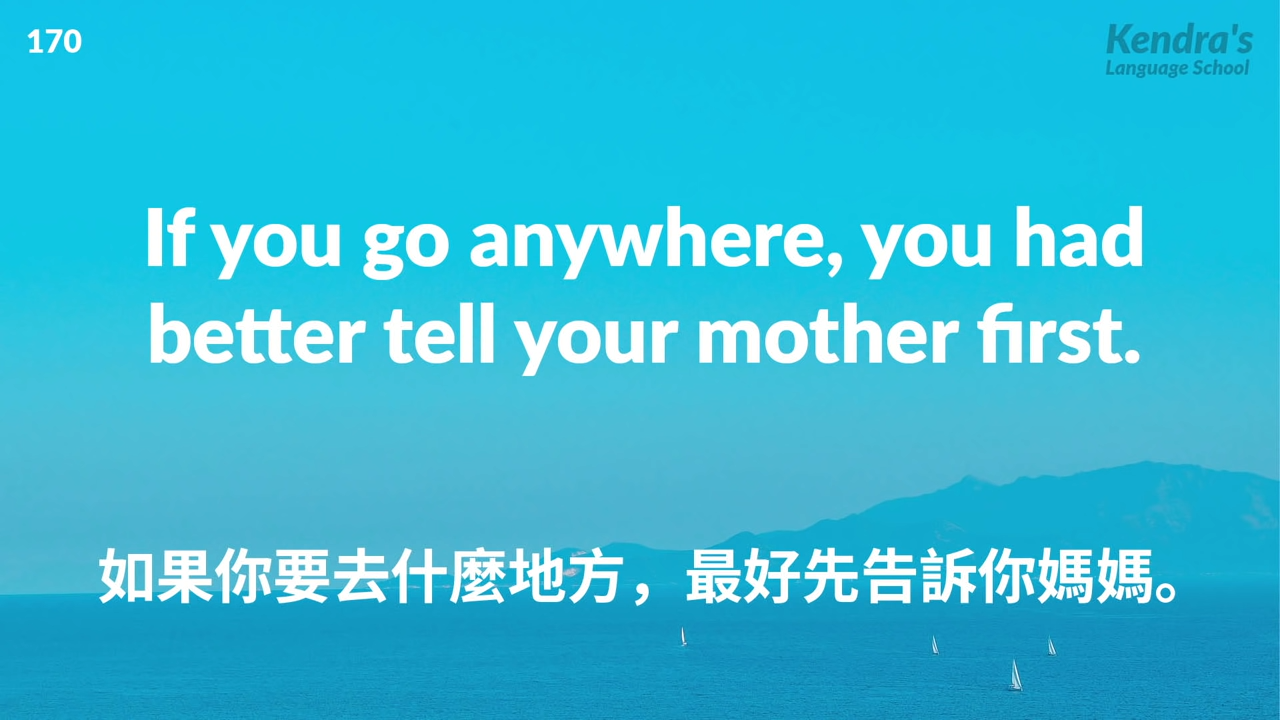 170
Kendra's
Language School
If you go anywhere, you had
better tell your mother first.
如果你要去什麼地方，最好先告訴你媽媽。